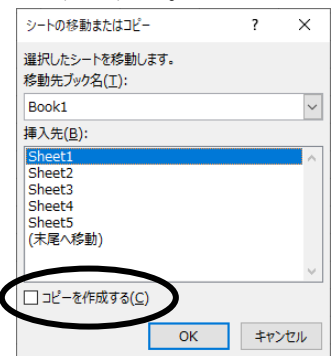 シートの移動またはコピー ? ×
選択したシートを移動します。
移動先ブック名(T):
Book1
挿入先(B):
Sheet1
Sheet2
Sheet3
Sheet4
Sheet5
(末尾へ移動)
コピーを作成する(C)
OK キャンセル